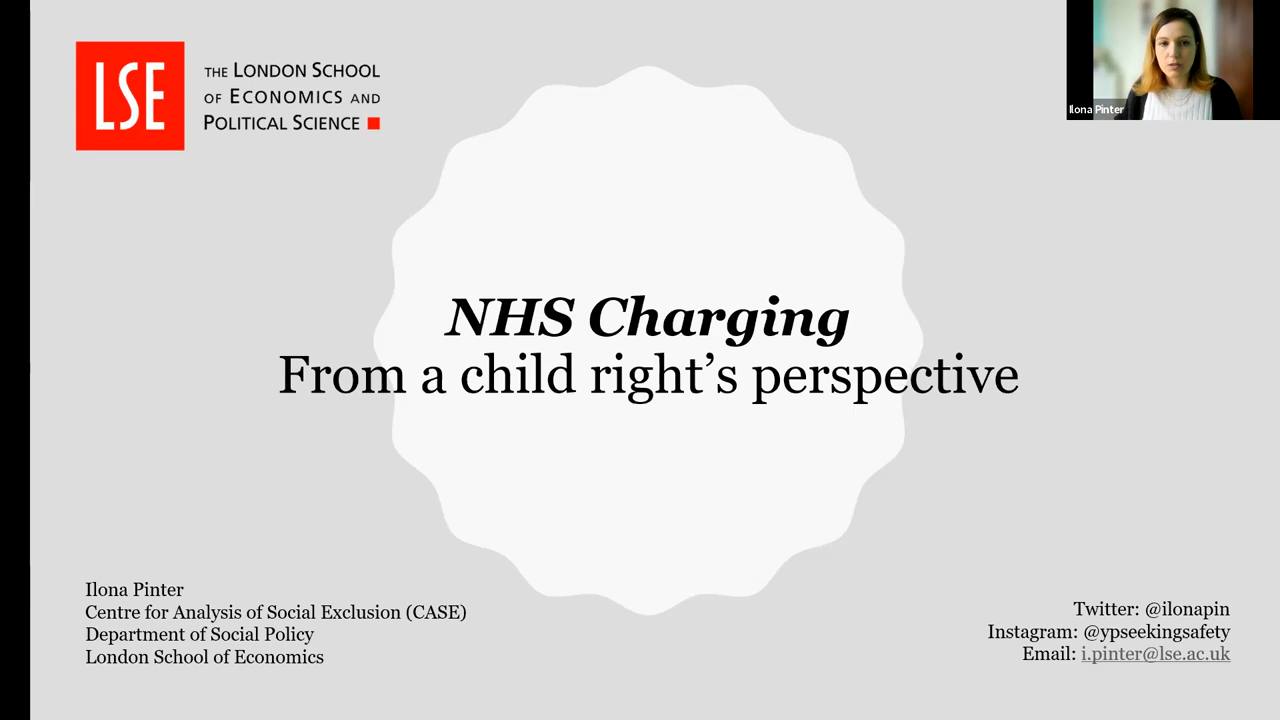 LSE
THE LONDON SCHOOL
OF ECONOMICS AND
POLITICAL SCIENCE
Ilona Pinter
NHS Charging
From a child right's perspective
Ilona Pinter
Centre for Analysis of Social Exclusion (CASE)
Department of Social Policy
London School of Economics
Twitter: @ilonapin
Instagram: @ypseekingsafety
Email: i.pinter@lse.ac.uk